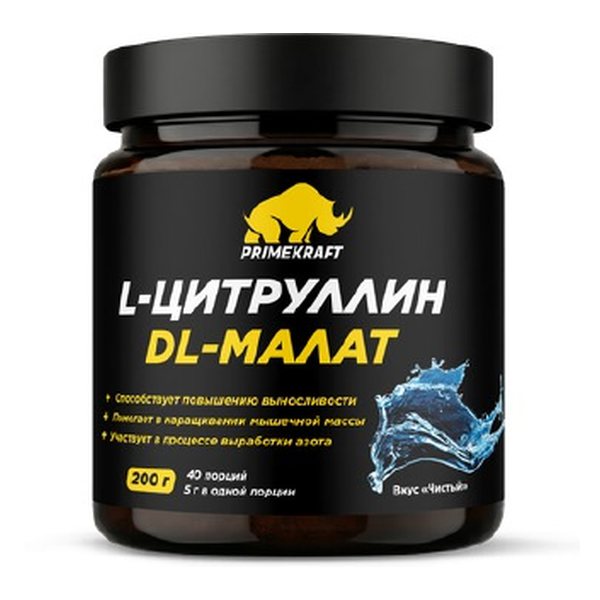 PRIMEKRAFT
L-ЦИТРУЛЛИН
DL-МАЛАТ
+ Способствует повышению выносливости
+ Помогает в наращивании мышечной массы
+ Участвует в процессе выработки азота
200 г
40 порций
5 г в одной порции
Вкус «Чистый»